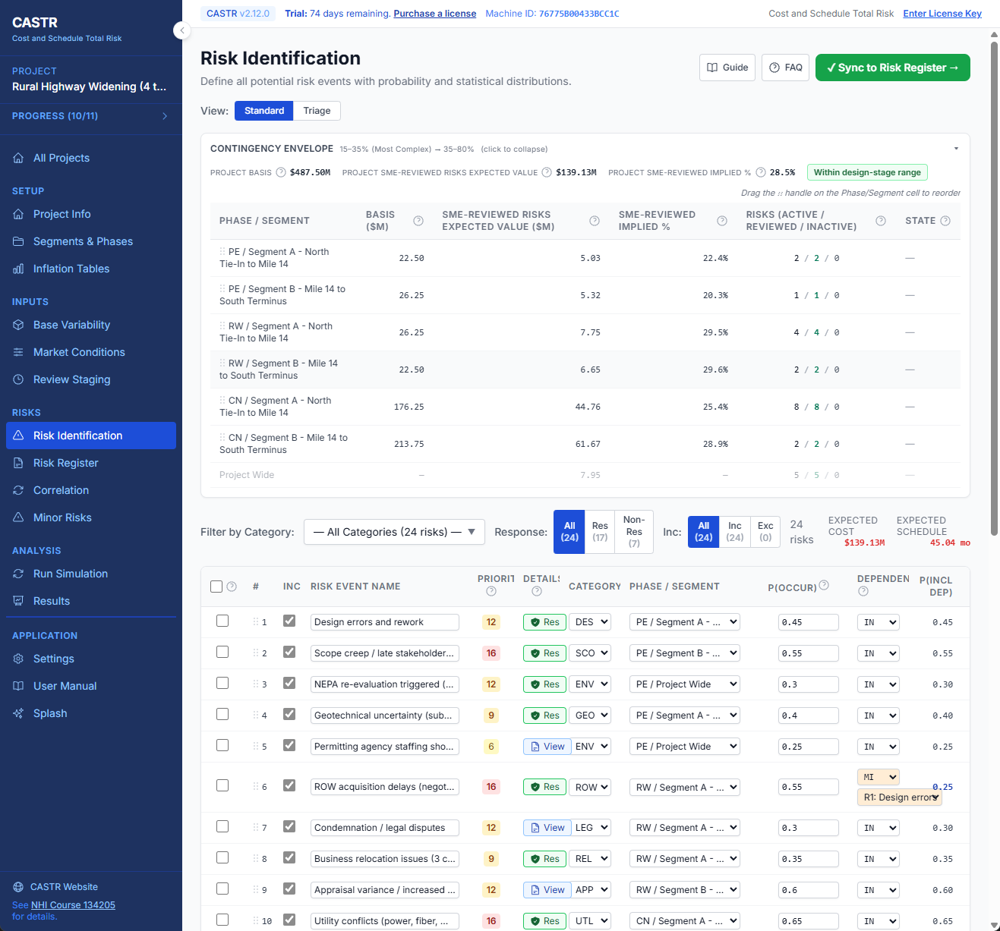 CASTR
Cost and Schedule Total Risk
PROJECT
Rural Highway Widening (4 t...
PROGRESS (10/11)
All Projects
SETUP
Project Info
Segments & Phases
Inflation Tables
INPUTS
Base Variability
Market Conditions
Review Staging
RISKS
Risk Identification
Risk Register
Correlation
Minor Risks
ANALYSIS
Run Simulation
Results
APPLICATION
Settings
User Manual
Splash
CASTR Website
See NHI Course 134205
for details.
CASTR v2.12.0 Trial: 74 days remaining. Purchase a license Machine ID: 76775B00433BCC1C Cost and Schedule Total Risk Enter License Key
Risk Identification
Define all potential risk events with probability and statistical distributions.
Guide
FAQ
✓ Sync to Risk Register →
View: Standard Triage
CONTINGENCY ENVELOPE 15–35% (Most Complex) → 35–80% (click to collapse)
PROJECT BASIS ? $487.50M PROJECT SME-REVIEWED RISKS EXPECTED VALUE ? $139.13M PROJECT SME-REVIEWED IMPLIED % ? 28.5% Within design-stage range
Drag the ⠿ handle on the Phase/Segment cell to reorder
PHASE / SEGMENT BASIS ($M) ? SME-REVIEWED RISKS EXPECTED VALUE ($M) ? SME-REVIEWED IMPLIED % ? RISKS (ACTIVE / REVIEWED / INACTIVE) ? STATE ?
PE / Segment A - North Tie-In to Mile 14 22.50 5.03 22.4% 2 / 2 / 0 —
PE / Segment B - Mile 14 to South Terminus 26.25 5.32 20.3% 1 / 1 / 0 —
RW / Segment A - North Tie-In to Mile 14 26.25 7.75 29.5% 4 / 4 / 0 —
RW / Segment B - Mile 14 to South Terminus 22.50 6.65 29.6% 2 / 2 / 0 —
CN / Segment A - North Tie-In to Mile 14 176.25 44.76 25.4% 8 / 8 / 0 —
CN / Segment B - Mile 14 to South Terminus 213.75 61.67 28.9% 2 / 2 / 0 —
Project Wide — 7.95 — 5 / 5 / 0 —
Filter by Category: — All Categories (24 risks) — ▼ Response: All (24) Res (17) Non-Res (7) Inc: All (24) Inc (24) Exc (0) 24 risks EXPECTED COST $139.13M EXPECTED SCHEDULE 45.04 mo
? # INC RISK EVENT NAME PRIORIT ? DETAILS ? CATEGORY PHASE / SEGMENT P(OCCUR) ? DEPENDEN ? P(INCL DEP)
1 Design errors and rework 12 Res DES PE / Segment A - ... 0.45 IN 0.45
2 Scope creep / late stakeholder... 16 Res SCO PE / Segment B - ... 0.55 IN 0.55
3 NEPA re-evaluation triggered (... 12 Res ENV PE / Project Wide 0.3 IN 0.30
4 Geotechnical uncertainty (sub... 9 Res GEO PE / Segment A - ... 0.4 IN 0.40
5 Permitting agency staffing sho... 6 View ENV PE / Project Wide 0.25 IN 0.25
6 ROW acquisition delays (negot... 16 Res ROW RW / Segment A - ... 0.55 MI R1: Design errors 0.25
7 Condemnation / legal disputes 12 View LEG RW / Segment A - ... 0.3 IN 0.30
8 Business relocation issues (3 c... 9 Res REL RW / Segment A - ... 0.35 IN 0.35
9 Appraisal variance / increased ... 12 View APP RW / Segment B - ... 0.6 IN 0.60
10 Utility conflicts (power, fiber, ... 16 Res UTL CN / Segment A - ... 0.65 IN 0.65